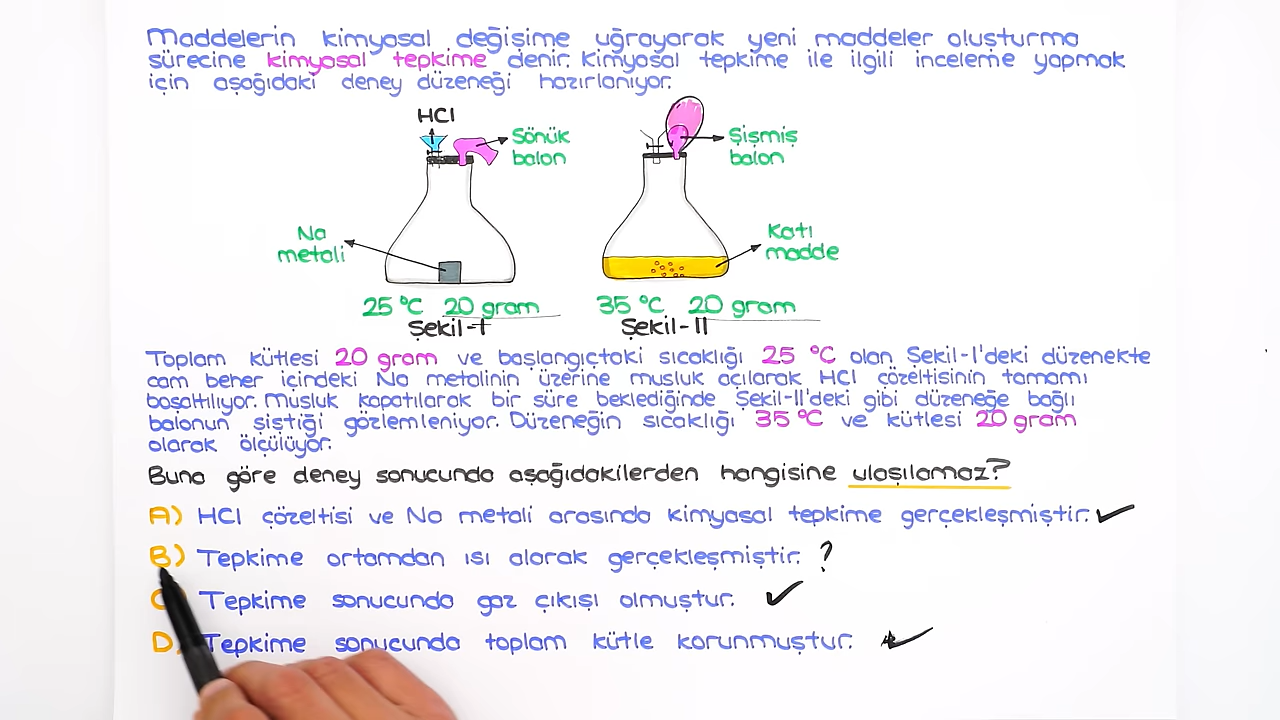 Maddelerin kimyasal değişime uğrayarak yeni maddeler oluşturma
sürecine kimyasal tepkime denir. Kimyasal tepkime ile ilgili inceleme yapmak
için aşağıdaki deney düzeneği hazırlanıyor.
HCl
Sönük
balon
Şişmiş
balon
Na
metali
Katı
madde
25 °C 20 gram
35 °C 20 gram
Şekil-I
Şekil-II
Toplam kütlesi 20 gram ve başlangıçtaki sıcaklığı 25 °C olan Şekil-I'deki düzenekte
cam beher içindeki Na metalinin üzerine musluk açılarak HCl çözeltisinin tamamı
boşaltılıyor. Musluk kapatılarak bir süre beklediğinde Şekil-II'deki gibi düzeneğe bağlı
balonun şiştiği gözlemleniyor. Düzeneğin sıcaklığı 35 °C ve kütlesi 20 gram
olarak ölçülüyor.
Buna göre deney sonucunda aşağıdakilerden hangisine ulaşılamaz?
A) HCl çözeltisi ve Na metali arasında kimyasal tepkime gerçekleşmiştir. ✓
B) Tepkime ortamdan ısı alarak gerçekleşmiştir. ?
C Tepkime sonucunda gaz çıkışı olmuştur. ✓
D Tepkime sonucunda toplam kütle korunmuştur. ✓